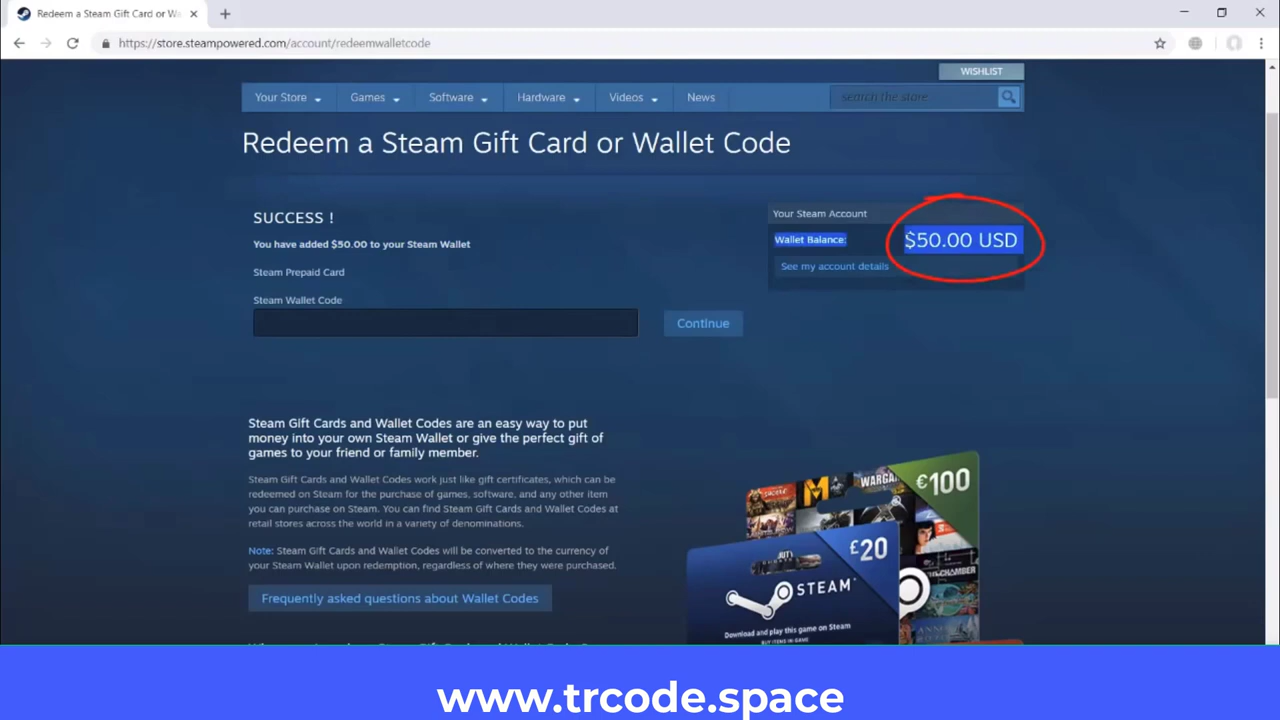 Redeem a Steam Gift Card or Wa
https://store.steampowered.com/account/redeemwalletcode
WISHLIST
Your Store Games Software Hardware Videos News search the store
Redeem a Steam Gift Card or Wallet Code
SUCCESS !
You have added $50.00 to your Steam Wallet
Steam Prepaid Card
Steam Wallet Code
Continue
Your Steam Account
Wallet Balance: $50.00 USD
See my account details
Steam Gift Cards and Wallet Codes are an easy way to put
money into your own Steam Wallet or give the perfect gift of
games to your friend or family member.
Steam Gift Cards and Wallet Codes work just like gift certificates, which can be
redeemed on Steam for the purchase of games, software, and any other item
you can purchase on Steam. You can find Steam Gift Cards and Wallet Codes at
retail stores across the world in a variety of denominations.
Note: Steam Gift Cards and Wallet Codes will be converted to the currency of
your Steam Wallet upon redemption, regardless of where they were purchased.
Frequently asked questions about Wallet Codes
WARGA
€100
£20
STEAM
Download and play this game on Steam
BUY ITEMS IN-GAME
www.trcode.space